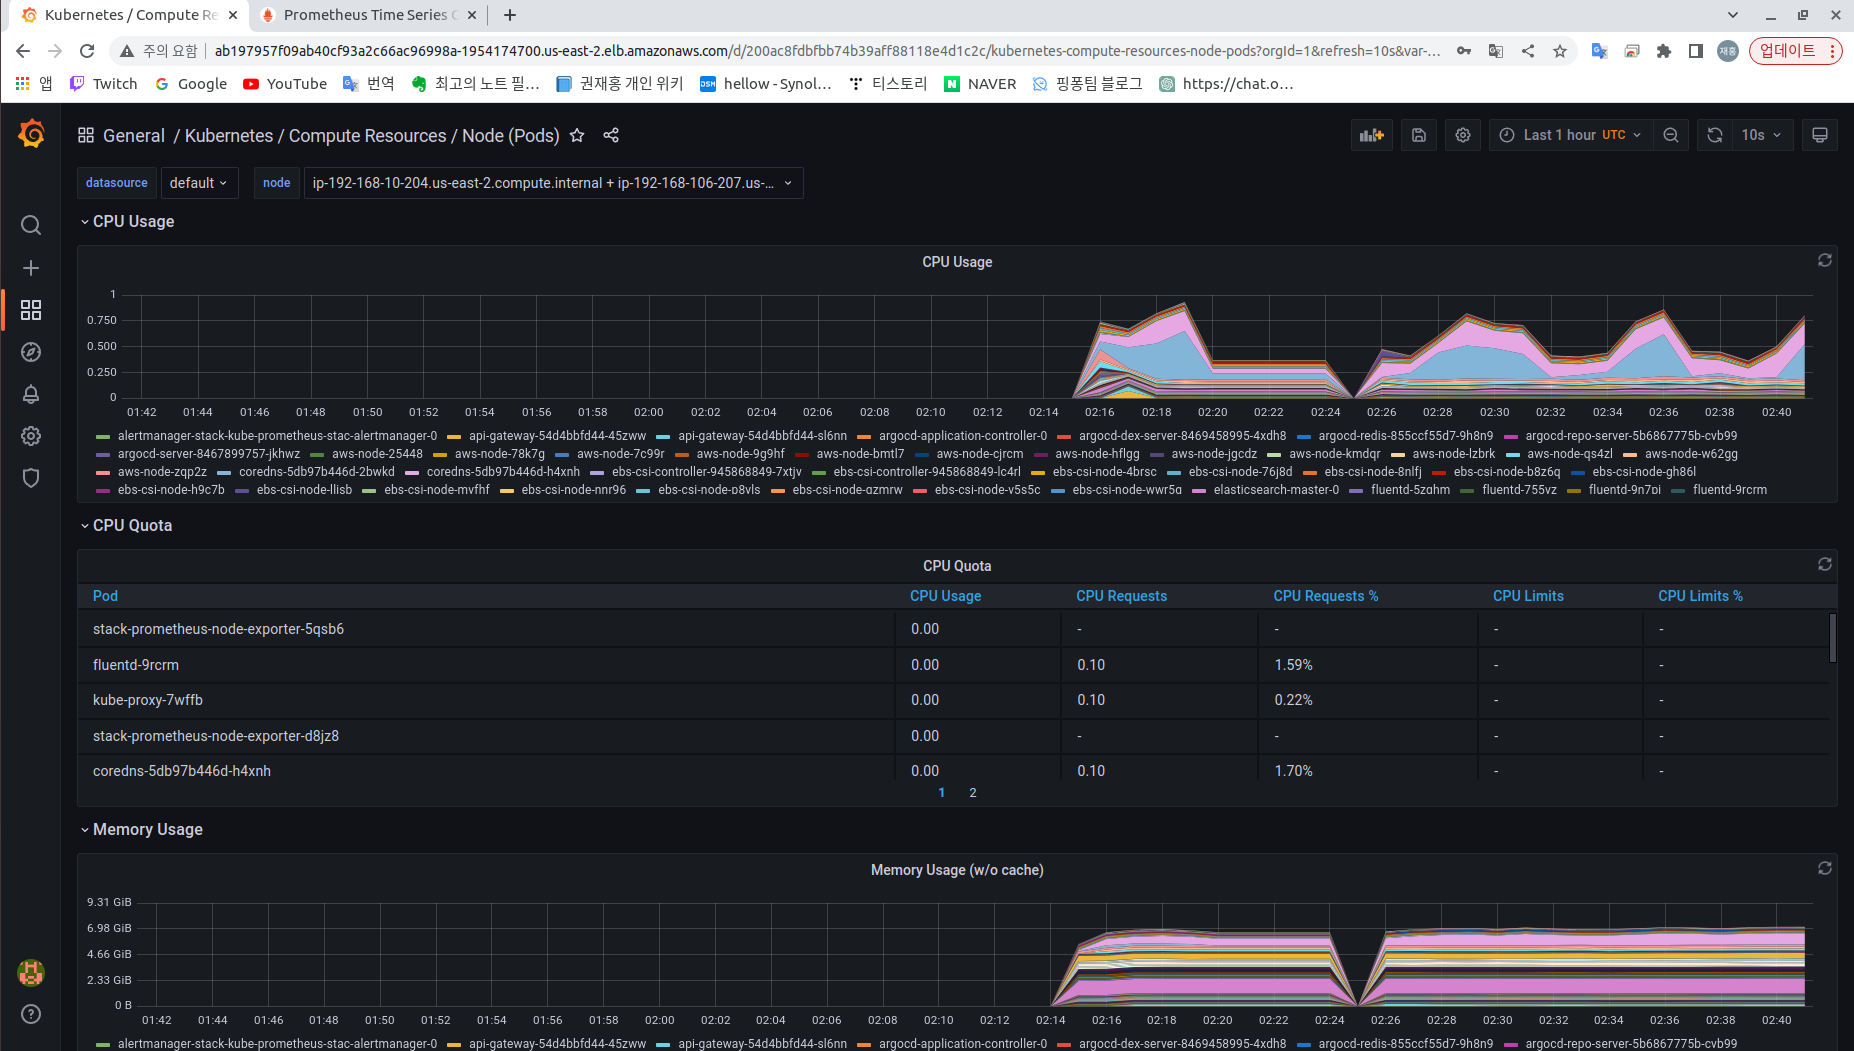 Kubernetes / Compute Re
Prometheus Time Series C
주의 요함
ab197957f09ab40cf93a2c66ac96998a-1954174700.us-east-2.elb.amazonaws.com/d/200ac8fdbfbb74b39aff88118e4d1c2c/kubernetes-compute-resources-node-pods?orgId=1&refresh=10s&var-...
재홍
업데이트
앱 Twitch Google YouTube 번역 최고의 노트 필... 권재홍 개인 위키 DSM hellow - Synol... 티스토리 NAVER 핑퐁팀 블로그 https://chat.o...
General / Kubernetes / Compute Resources / Node (Pods)
Last 1 hour UTC
10s
datasource default node ip-192-168-10-204.us-east-2.compute.internal + ip-192-168-106-207.us-...
CPU Usage
CPU Usage
1
0.750
0.500
0.250
0
01:42 01:44 01:46 01:48 01:50 01:52 01:54 01:56 01:58 02:00 02:02 02:04 02:06 02:08 02:10 02:12 02:14 02:16 02:18 02:20 02:22 02:24 02:26 02:28 02:30 02:32 02:34 02:36 02:38 02:40
alertmanager-stack-kube-prometheus-stac-alertmanager-0 api-gateway-54d4bbfd44-45zww api-gateway-54d4bbfd44-sl6nn argocd-application-controller-0 argocd-dex-server-8469458995-4xdh8 argocd-redis-855ccf55d7-9h8n9 argocd-repo-server-5b6867775b-cvb99
argocd-server-8467899757-jkhwz aws-node-25448 aws-node-78k7g aws-node-7c99r aws-node-9g9hf aws-node-bmtl7 aws-node-cjrcm aws-node-hflgg aws-node-jgcdz aws-node-kmdqr aws-node-lzbrk aws-node-qs4zl aws-node-w62gg
aws-node-zqp2z coredns-5db97b446d-2bwkd coredns-5db97b446d-h4xnh ebs-csi-controller-945868849-7xtjv ebs-csi-controller-945868849-lc4rl ebs-csi-node-4brsc ebs-csi-node-76j8d ebs-csi-node-8nlfj ebs-csi-node-b8z6q ebs-csi-node-gh86l
ebs-csi-node-h9c7b ebs-csi-node-lljsb ebs-csi-node-mvfhf ebs-csi-node-nnr96 ebs-csi-node-p8vls ebs-csi-node-qzmrw ebs-csi-node-v5s5c ebs-csi-node-wwr5q elasticsearch-master-0 fluentd-5zqhm fluentd-755vz fluentd-9n7pj fluentd-9rcrm
CPU Quota
CPU Quota
Pod CPU Usage CPU Requests CPU Requests % CPU Limits CPU Limits %
stack-prometheus-node-exporter-5qsb6 0.00 - - - -
fluentd-9rcrm 0.00 0.10 1.59% - -
kube-proxy-7wffb 0.00 0.10 0.22% - -
stack-prometheus-node-exporter-d8jz8 0.00 - - - -
coredns-5db97b446d-h4xnh 0.00 0.10 1.70% - -
1 2
Memory Usage
Memory Usage (w/o cache)
9.31 GiB
6.98 GiB
4.66 GiB
2.33 GiB
0 B
01:42 01:44 01:46 01:48 01:50 01:52 01:54 01:56 01:58 02:00 02:02 02:04 02:06 02:08 02:10 02:12 02:14 02:16 02:18 02:20 02:22 02:24 02:26 02:28 02:30 02:32 02:34 02:36 02:38 02:40
alertmanager-stack-kube-prometheus-stac-alertmanager-0 api-gateway-54d4bbfd44-45zww api-gateway-54d4bbfd44-sl6nn argocd-application-controller-0 argocd-dex-server-8469458995-4xdh8 argocd-redis-855ccf55d7-9h8n9 argocd-repo-server-5b6867775b-cvb99